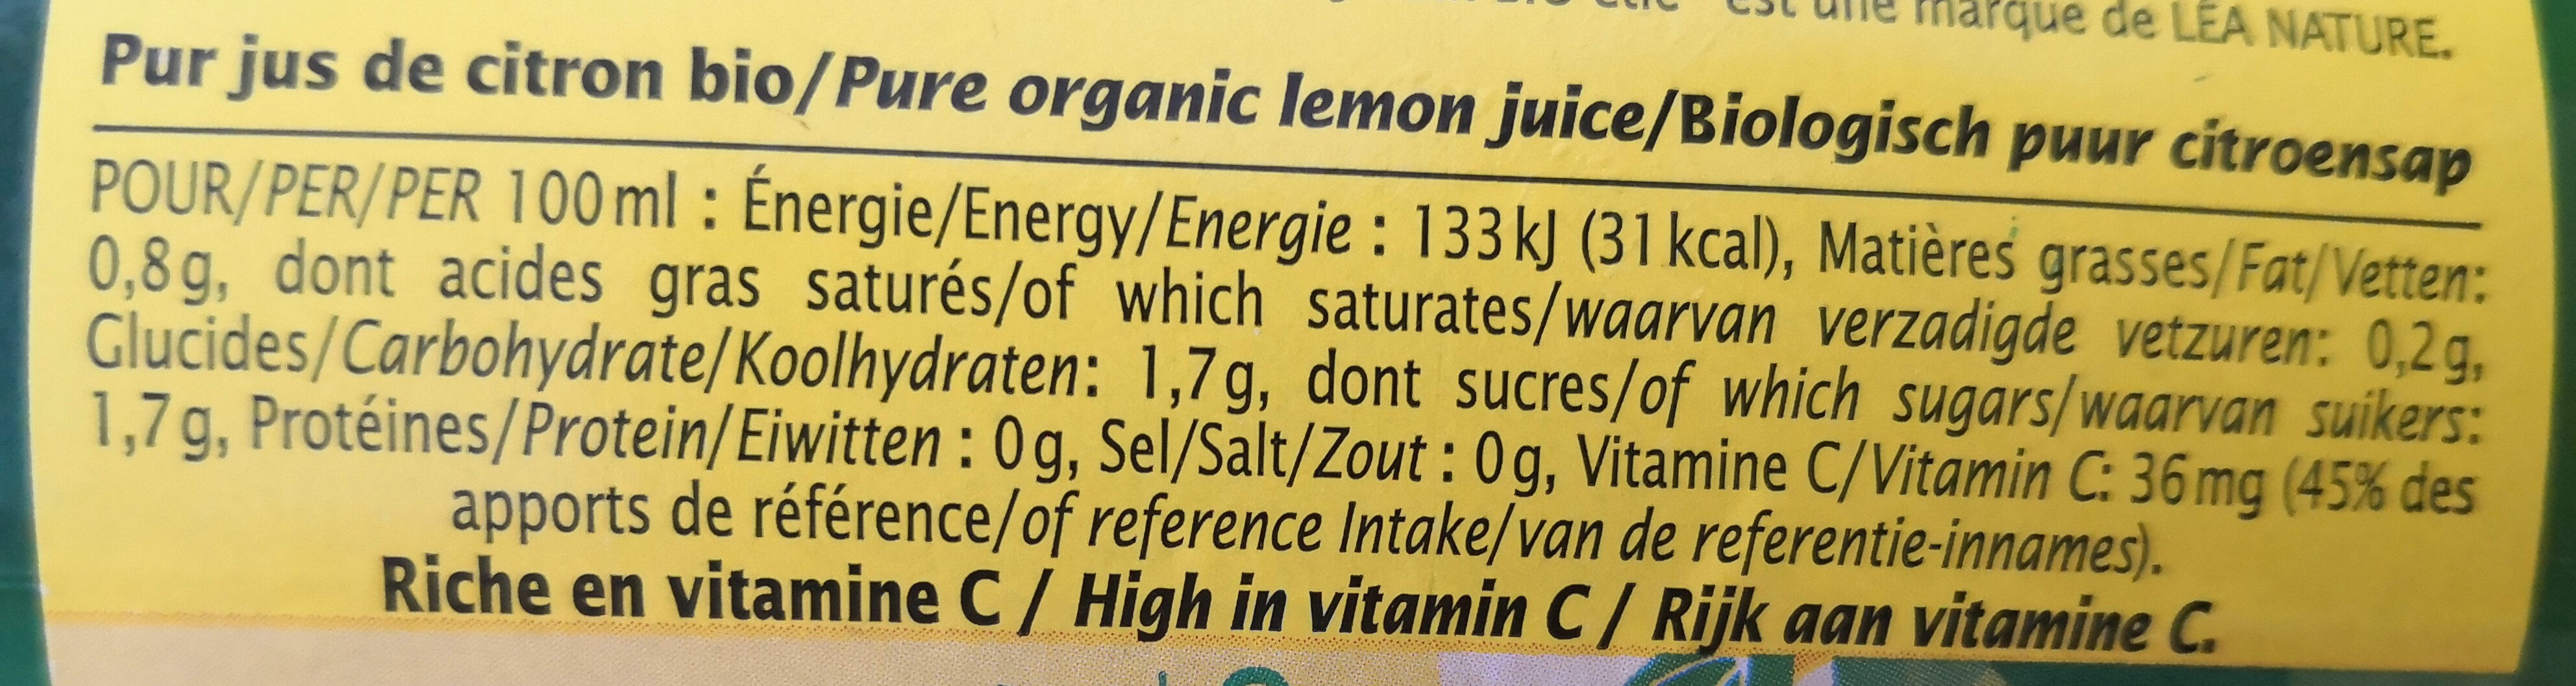 est une marque de LÉA NATURE.
Pur jus de citron bio/Pure organic lemon juice/Biologisch puur citroensap
POUR/PER/PER 100 ml : Énergie/Energy/Energie : 133 kJ (31 kcal), Matières grasses/Fat/Vetten:
0,8 g, dont acides gras saturés/of which saturates/waarvan verzadigde vetzuren: 0,2 g,
Glucides/Carbohydrate/Koolhydraten: 1,7 g, dont sucres/of which sugars/waarvan suikers:
1,7 g, Protéines/Protein/Eiwitten : 0 g, Sel/Salt/Zout : 0 g, Vitamine C/Vitamin C: 36 mg (45% des
apports de référence/of reference Intake/van de referentie-innames).
Riche en vitamine C / High in vitamin C / Rijk aan vitamine C.